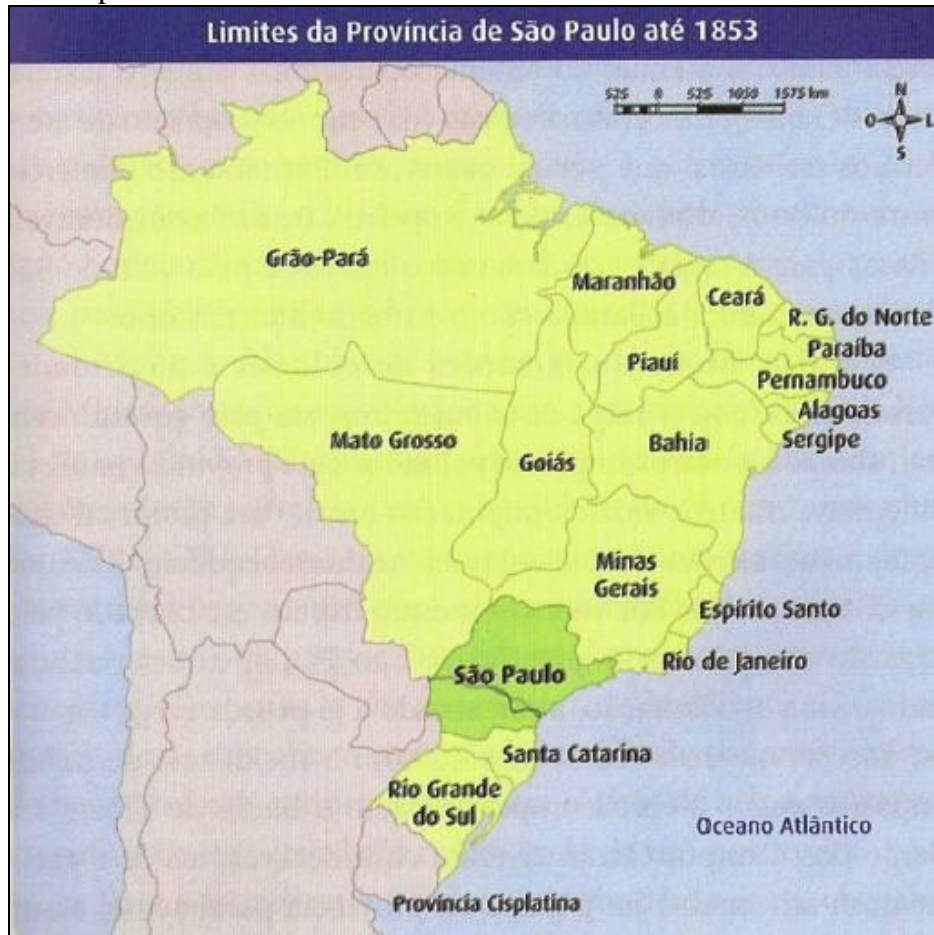 Limites da Província de São Paulo até 1853
525 0 525 1050 1575 km
N
O L
S
Grão-Pará
Maranhão
Ceará
R. G. do Norte
Paraíba
Piauí
Pernambuco
Alagoas
Mato Grosso
Goiás
Bahia
Sergipe
Minas
Gerais
Espírito Santo
Rio de Janeiro
São Paulo
Santa Catarina
Rio Grande
do Sul
Oceano Atlântico
Província Cisplatina